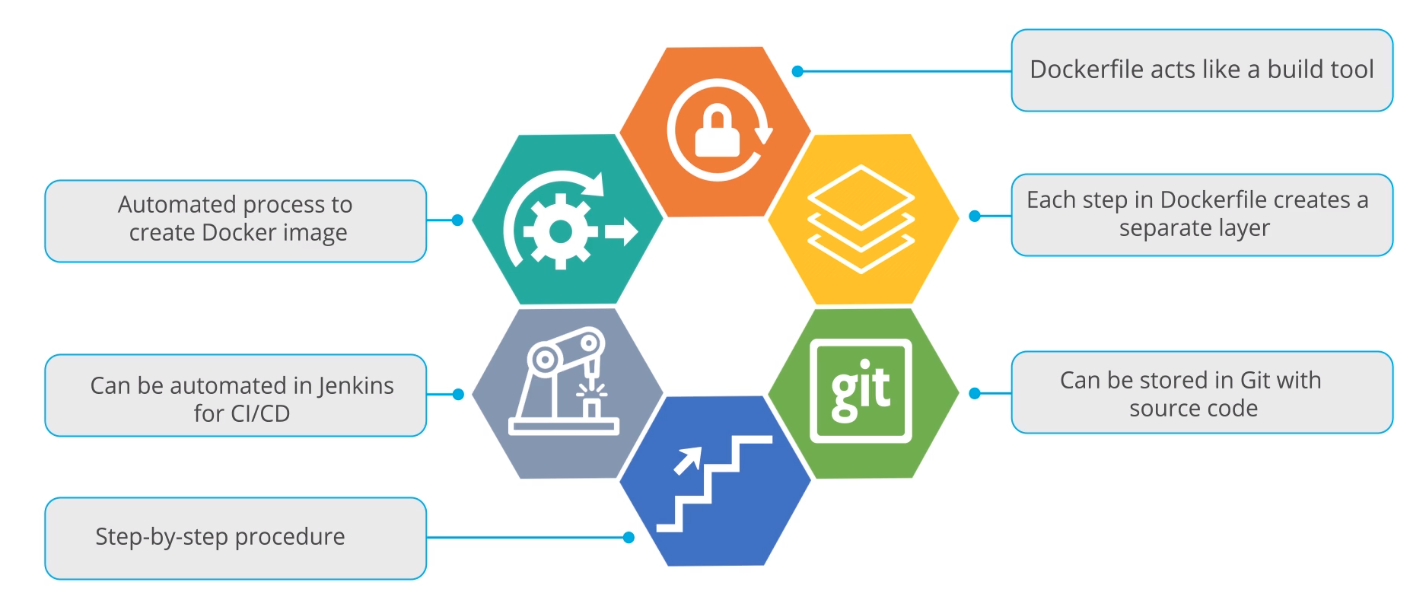 Dockerfile acts like a build tool
Each step in Dockerfile creates a
separate layer
Automated process to
create Docker image
git
Can be stored in Git with
source code
Can be automated in Jenkins
for CI/CD
Step-by-step procedure